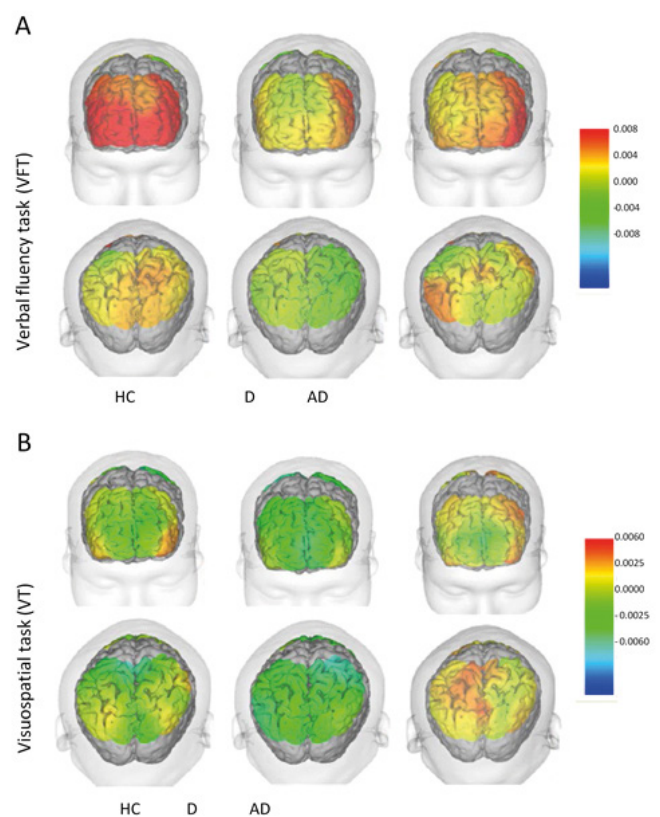 A
Verbal fluency task (VFT)
0.008
0.004
0.000
-0.004
-0.008
HC D AD
B
Visuospatial task (VT)
0.0060
0.0025
0.0000
-0.0025
-0.0060
HC D AD